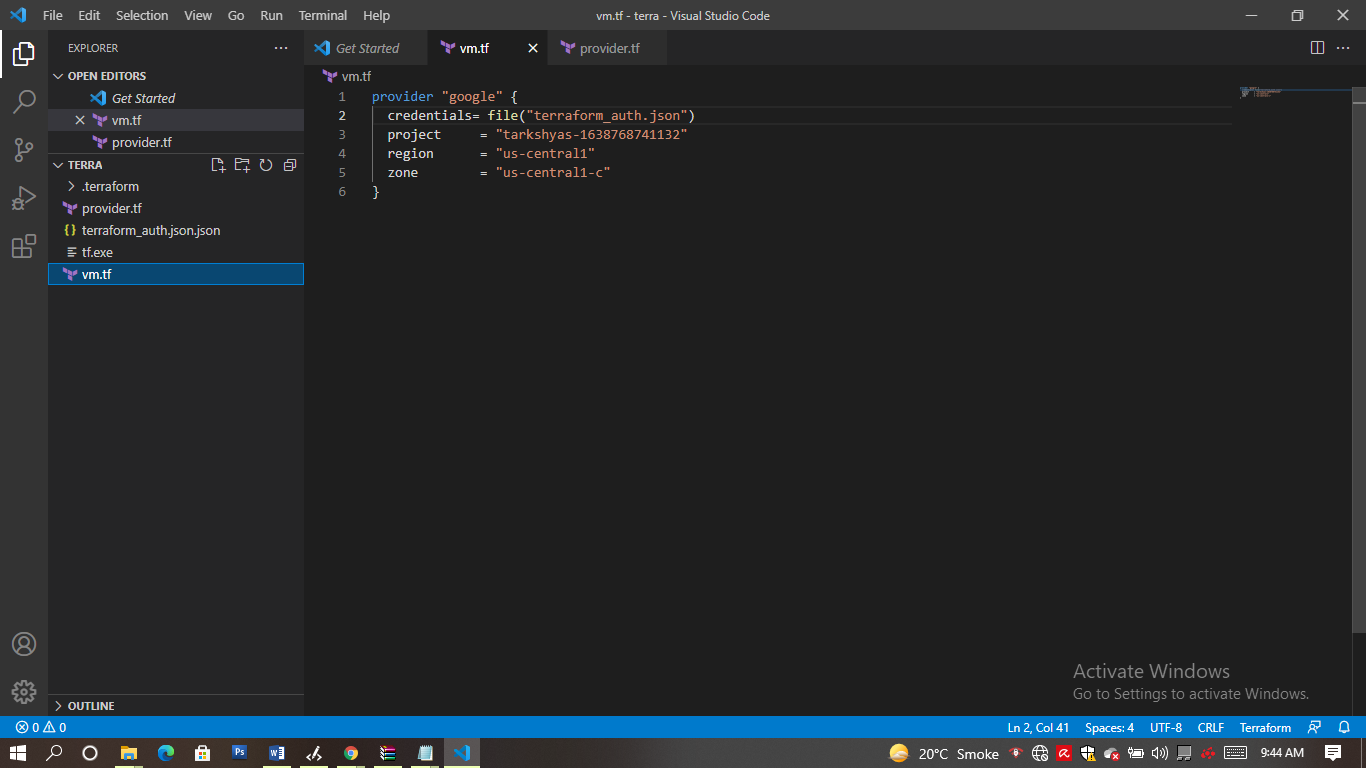 File Edit Selection View Go Run Terminal Help
vm.tf - terra - Visual Studio Code
EXPLORER
OPEN EDITORS
Get Started
vm.tf
provider.tf
TERRA
.terraform
provider.tf
terraform_auth.json.json
tf.exe
vm.tf
OUTLINE
Get Started vm.tf provider.tf
vm.tf
1 provider "google" {
2 credentials= file("terraform_auth.json")
3 project = "tarkshyas-1638768741132"
4 region = "us-central1"
5 zone = "us-central1-c"
6 }
Activate Windows
Go to Settings to activate Windows.
0 0 Ln 2, Col 41 Spaces: 4 UTF-8 CRLF Terraform
Ps W 20°C Smoke 9:44 AM